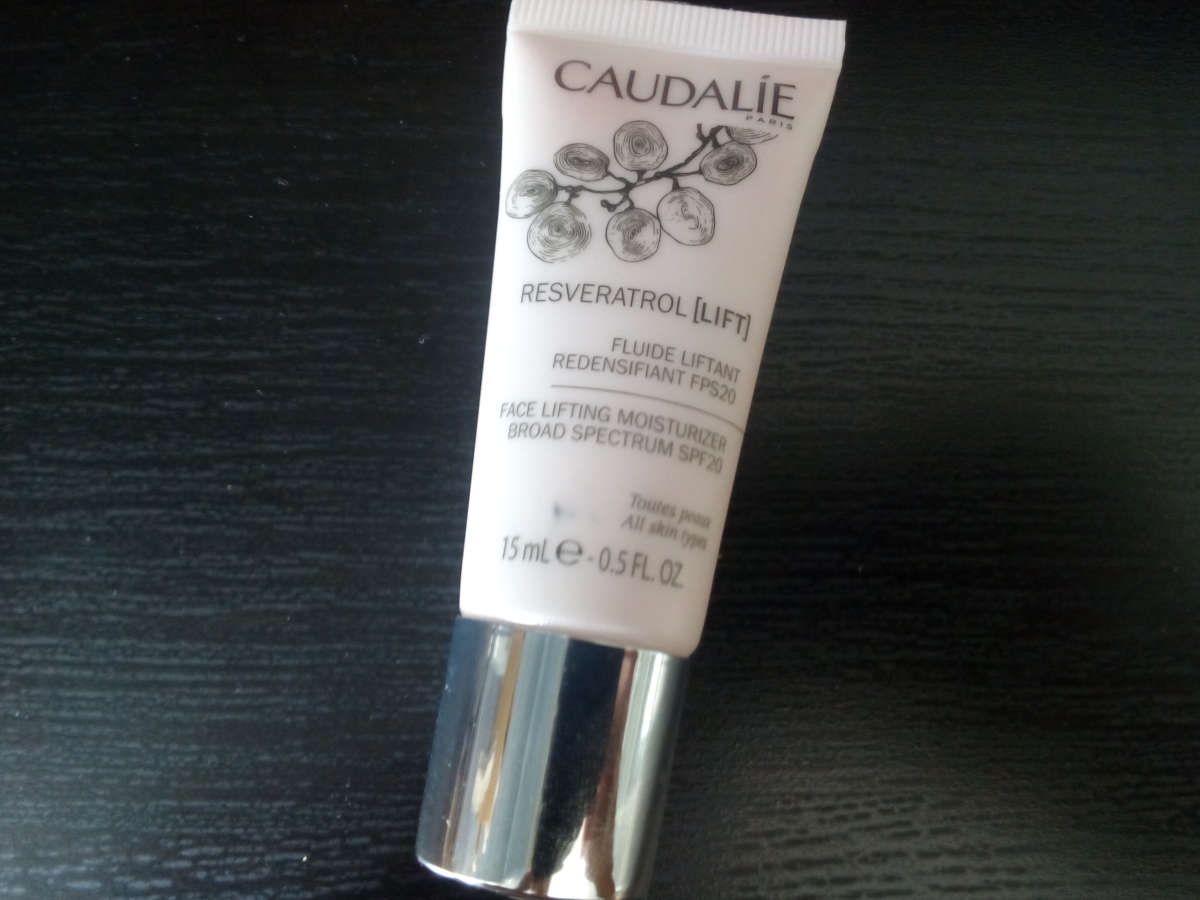 CAUDALÍE
PARIS
RESVERATROL [LIFT]
FLUIDE LIFTANT
REDENSIFIANT FPS20
FACE LIFTING MOISTURIZER
BROAD SPECTRUM SPF20
Toutes peaux
All skin types
15 mL e - 0.5 FL. OZ.